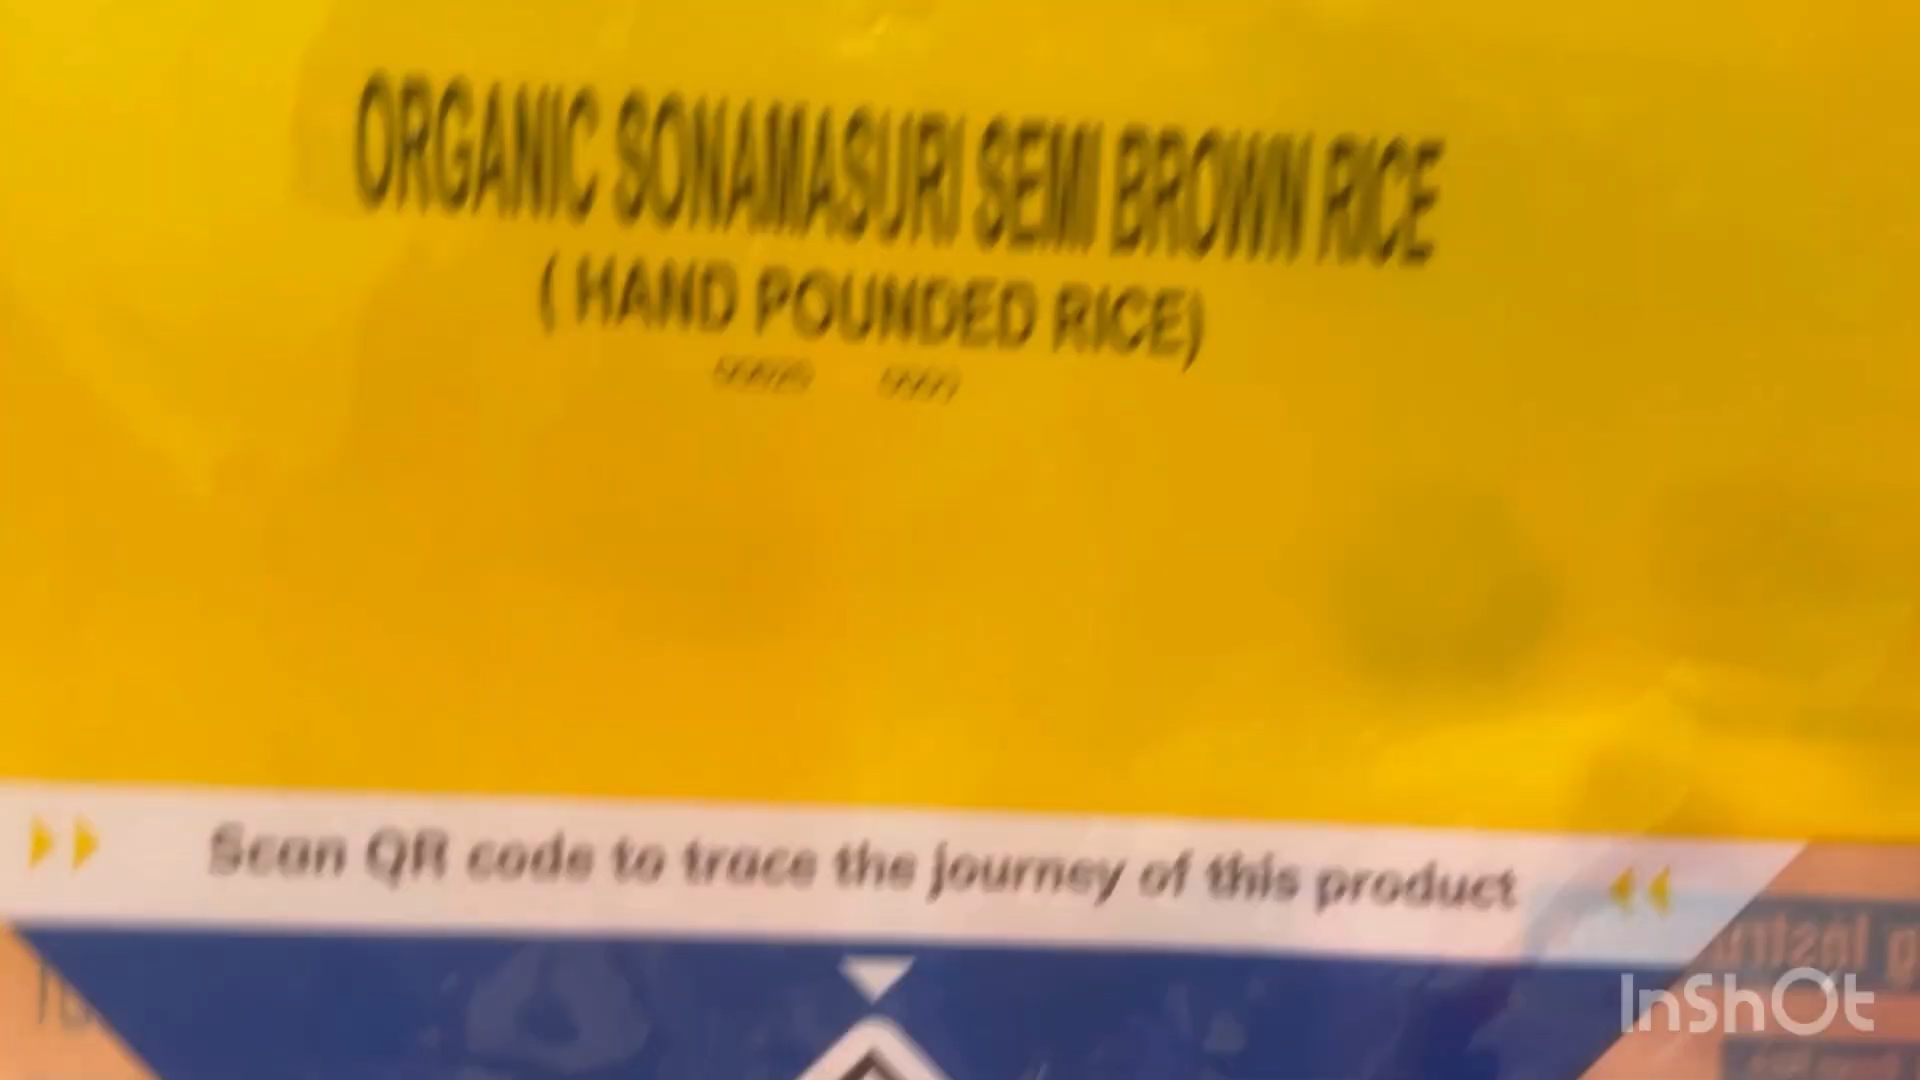 ORGANIC SONAMASURI SEMI BROWN RICE
( HAND POUNDED RICE)
Scan QR code to trace the journey of this product
g Instru
InShOt